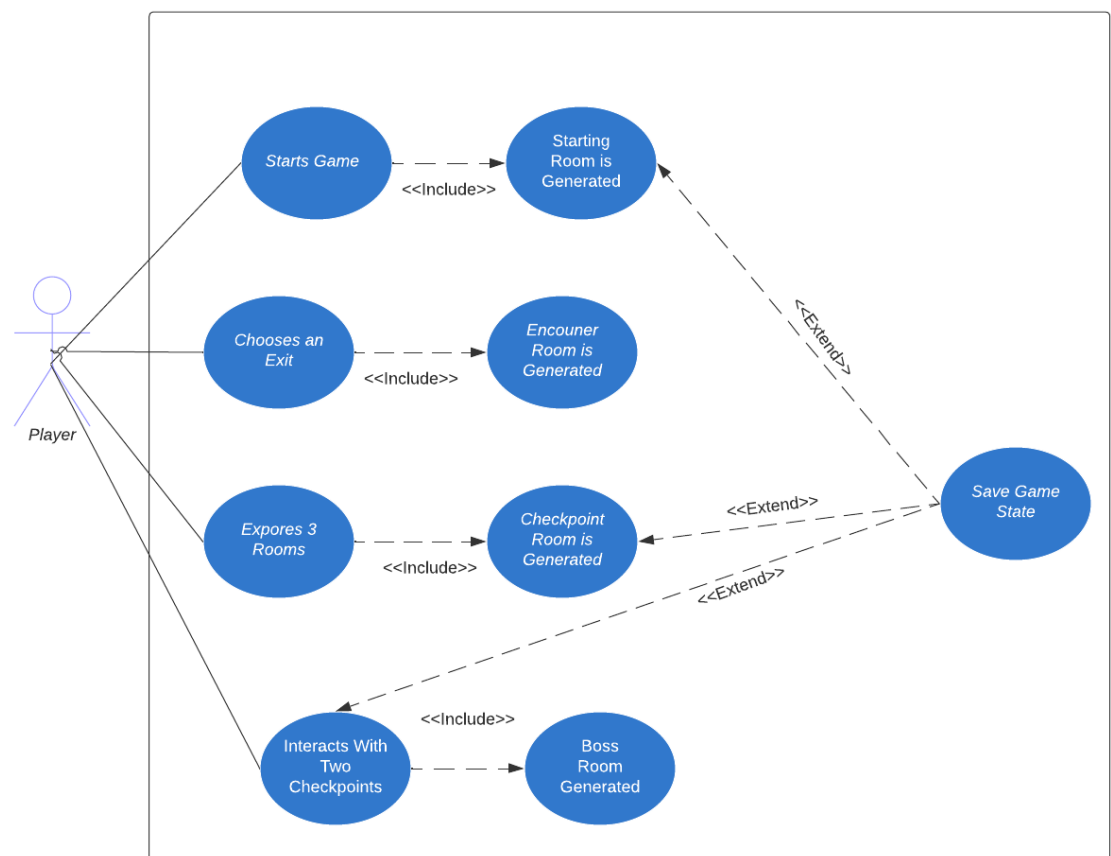 Starts Game
<<Include>>
Starting
Room is
Generated
<<Extend>>
Chooses an
Exit
<<Include>>
Encouner
Room is
Generated
Player
Expores 3
Rooms
<<Include>>
Checkpoint
Room is
Generated
<<Extend>>
Save Game
State
<<Extend>>
Interacts With
Two
Checkpoints
<<Include>>
Boss
Room
Generated